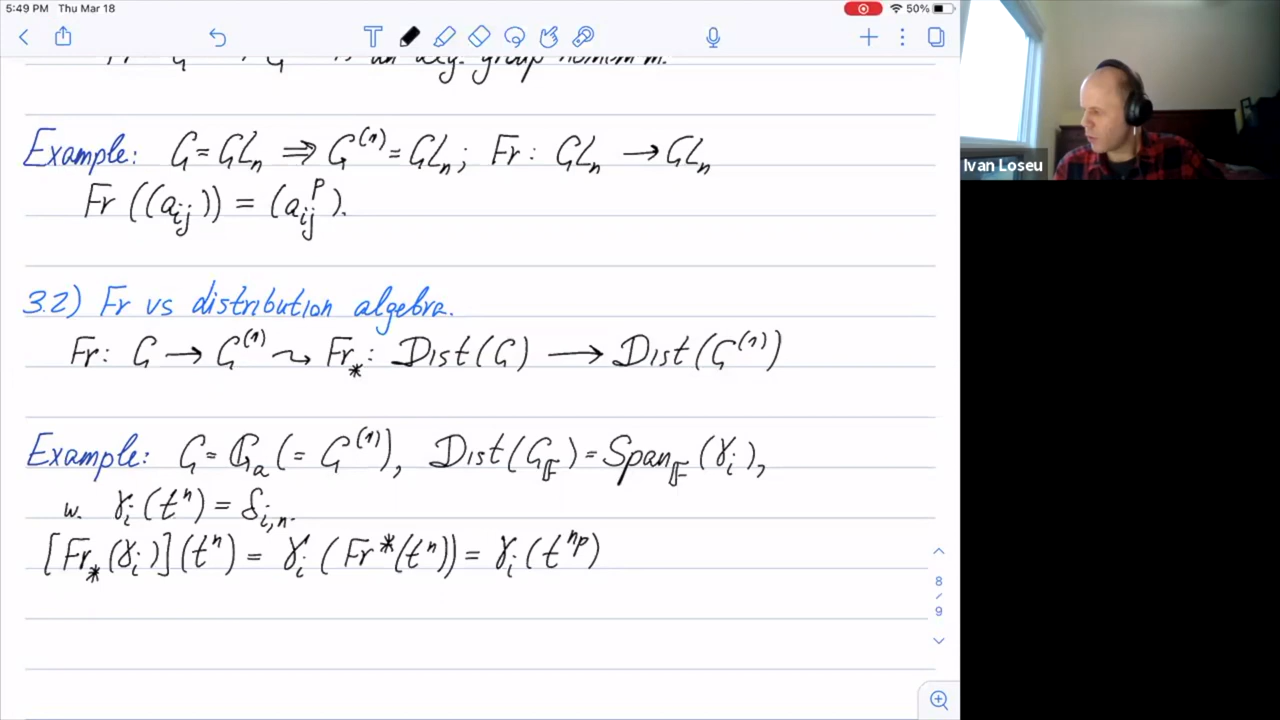 5:49 PM Thu Mar 18
50%
Example: G = GL_n ⇒ G^(1) = GL_n; Fr: GL_n → GL_n
Fr((a_ij)) = (a_ij^p).
3.2) Fr vs distribution algebra.
Fr: G → G^(1) ⤳ Fr_*: Dist(G) → Dist(G^(1))
Example: G = 𝔾_a (= G^(1)), Dist(G_𝔽) = Span_𝔽(γ_i),
w. γ_i(t^n) = δ_{i,n}.
[Fr_*(γ_i)](t^n) = γ_i(Fr^*(t^n)) = γ_i(t^{np})
8
/
9
Ivan Loseu